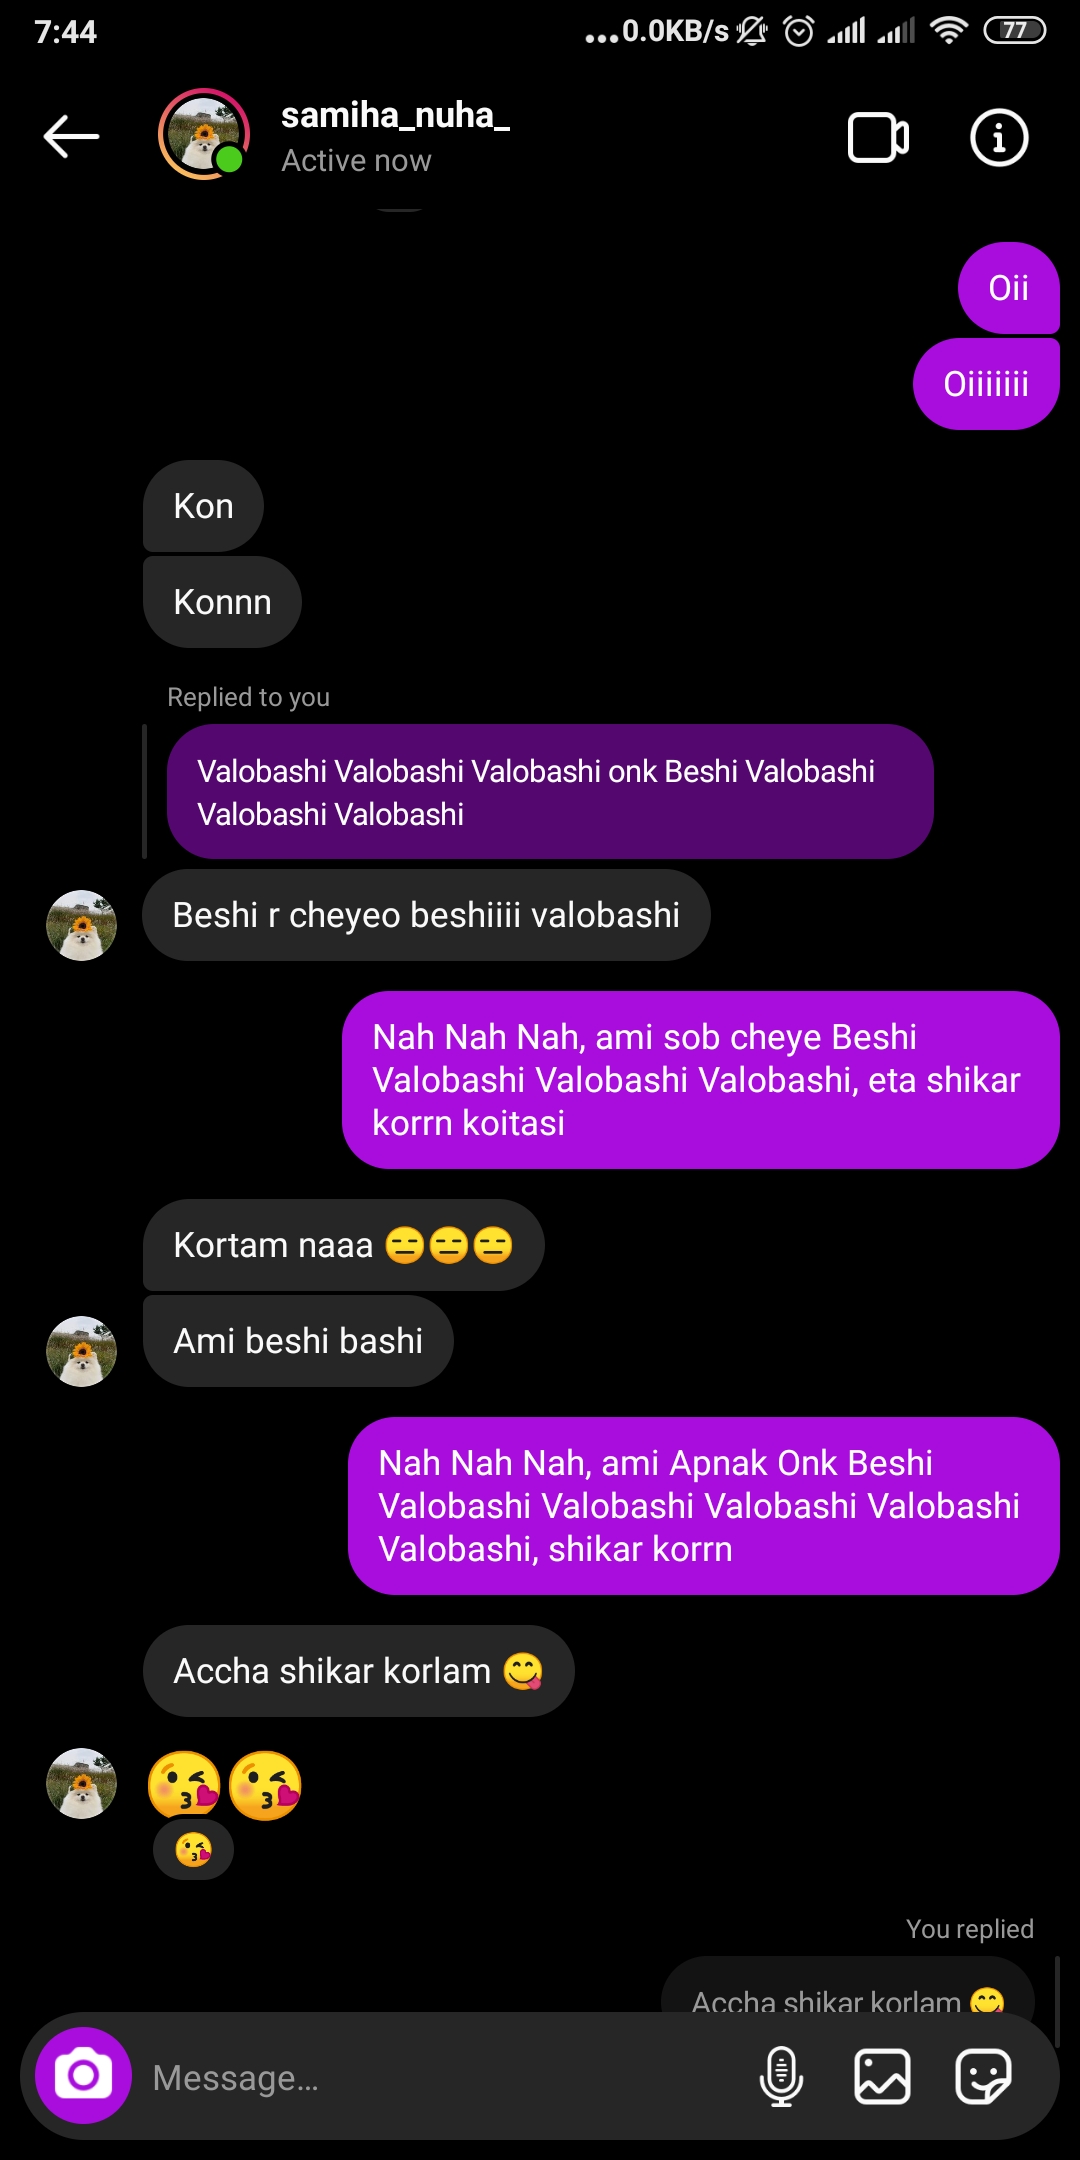 7:44
...0.0KB/s
77
samiha_nuha_
Active now
Oii
Oiiiiiii
Kon
Konnn
Replied to you
Valobashi Valobashi Valobashi onk Beshi Valobashi
Valobashi Valobashi
Beshi r cheyeo beshiiii valobashi
Nah Nah Nah, ami sob cheye Beshi
Valobashi Valobashi Valobashi, eta shikar
korrn koitasi
Kortam naaa 😑😑😑
Ami beshi bashi
Nah Nah Nah, ami Apnak Onk Beshi
Valobashi Valobashi Valobashi Valobashi
Valobashi, shikar korrn
Accha shikar korlam 😋
😘😘
😘
You replied
Accha shikar korlam 😋
Message...